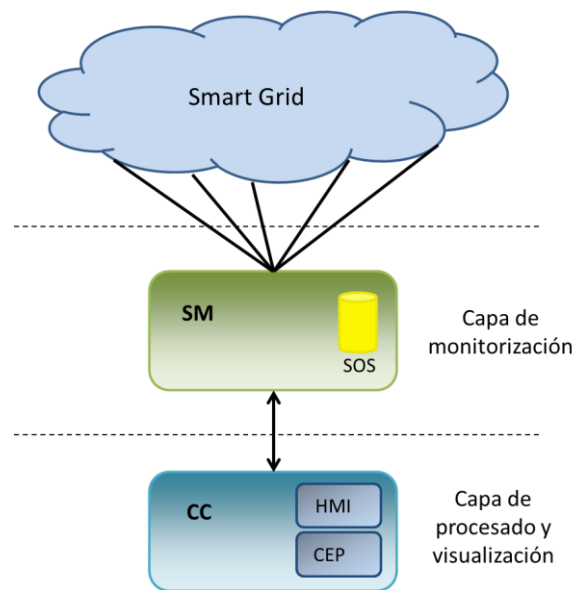 Smart Grid
SM
SOS
Capa de
monitorización
CC
HMI
CEP
Capa de
procesado y
visualización